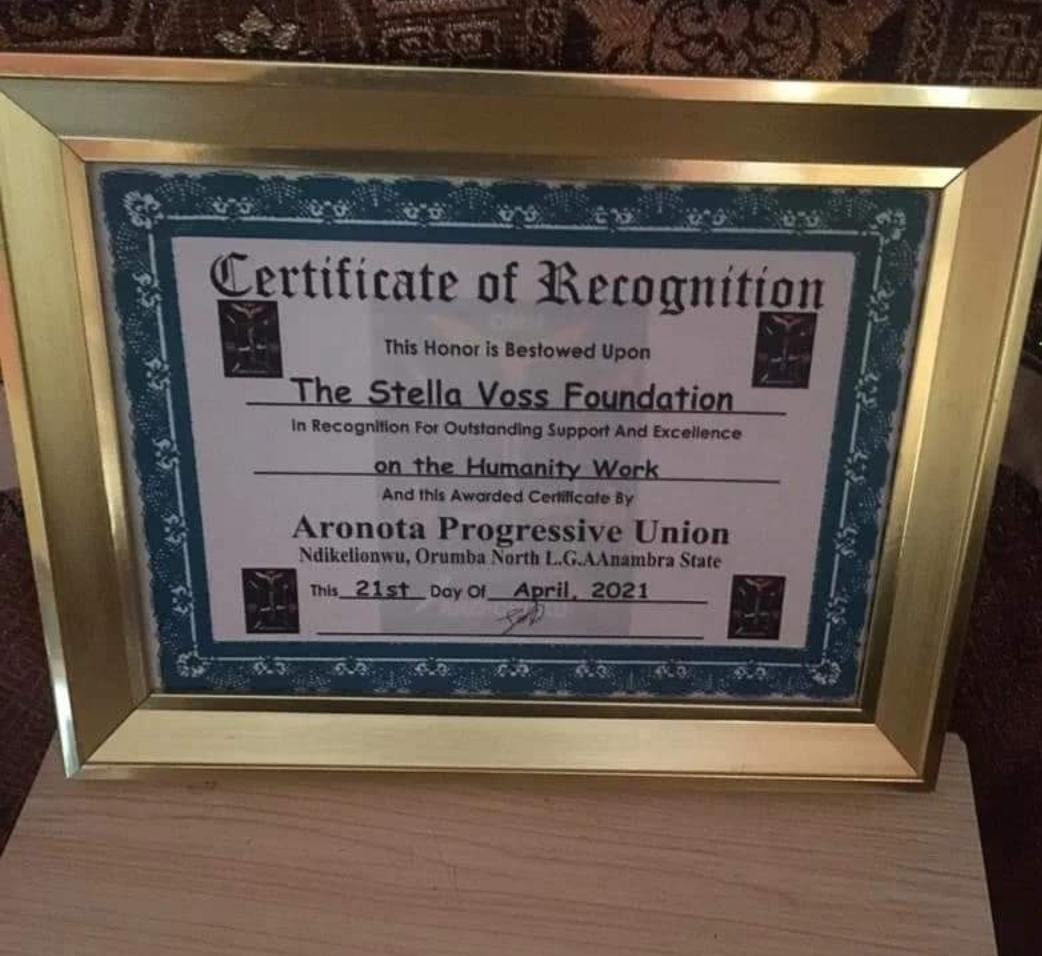 Certificate of Recognition
This Honor is Bestowed Upon
The Stella Voss Foundation
In Recognition For Outstanding Support And Excellence
on the Humanity Work
And this Awarded Certificate By
Aronota Progressive Union
Ndikelionwu, Orumba North L.G.AAnambra State
This 21st Day Of April, 2021